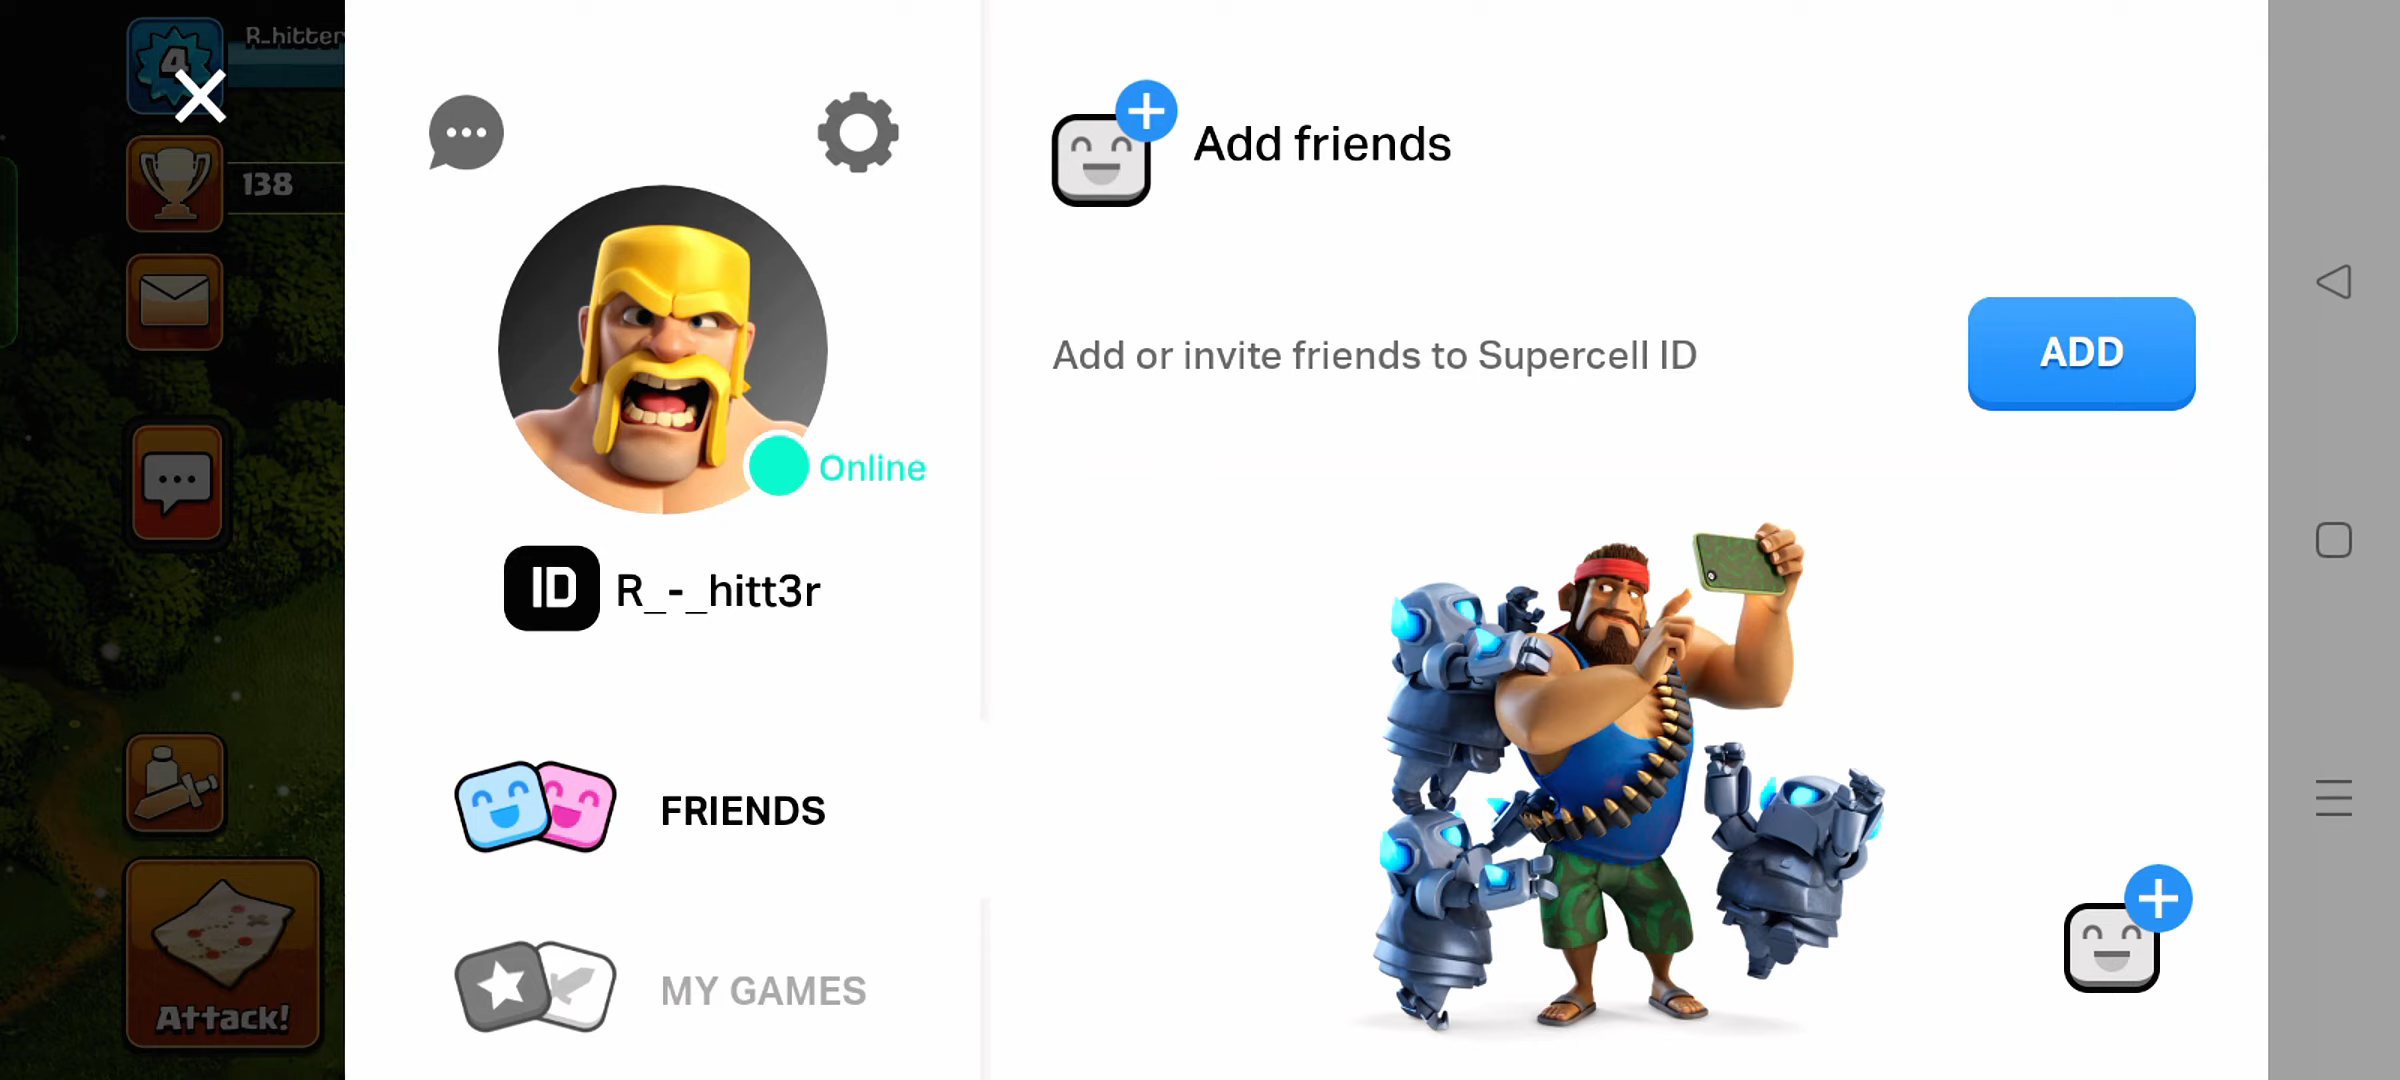 4
R_hitter
138
Attack!
Online
ID R_-_hitt3r
FRIENDS
MY GAMES
Add friends
Add or invite friends to Supercell ID
ADD